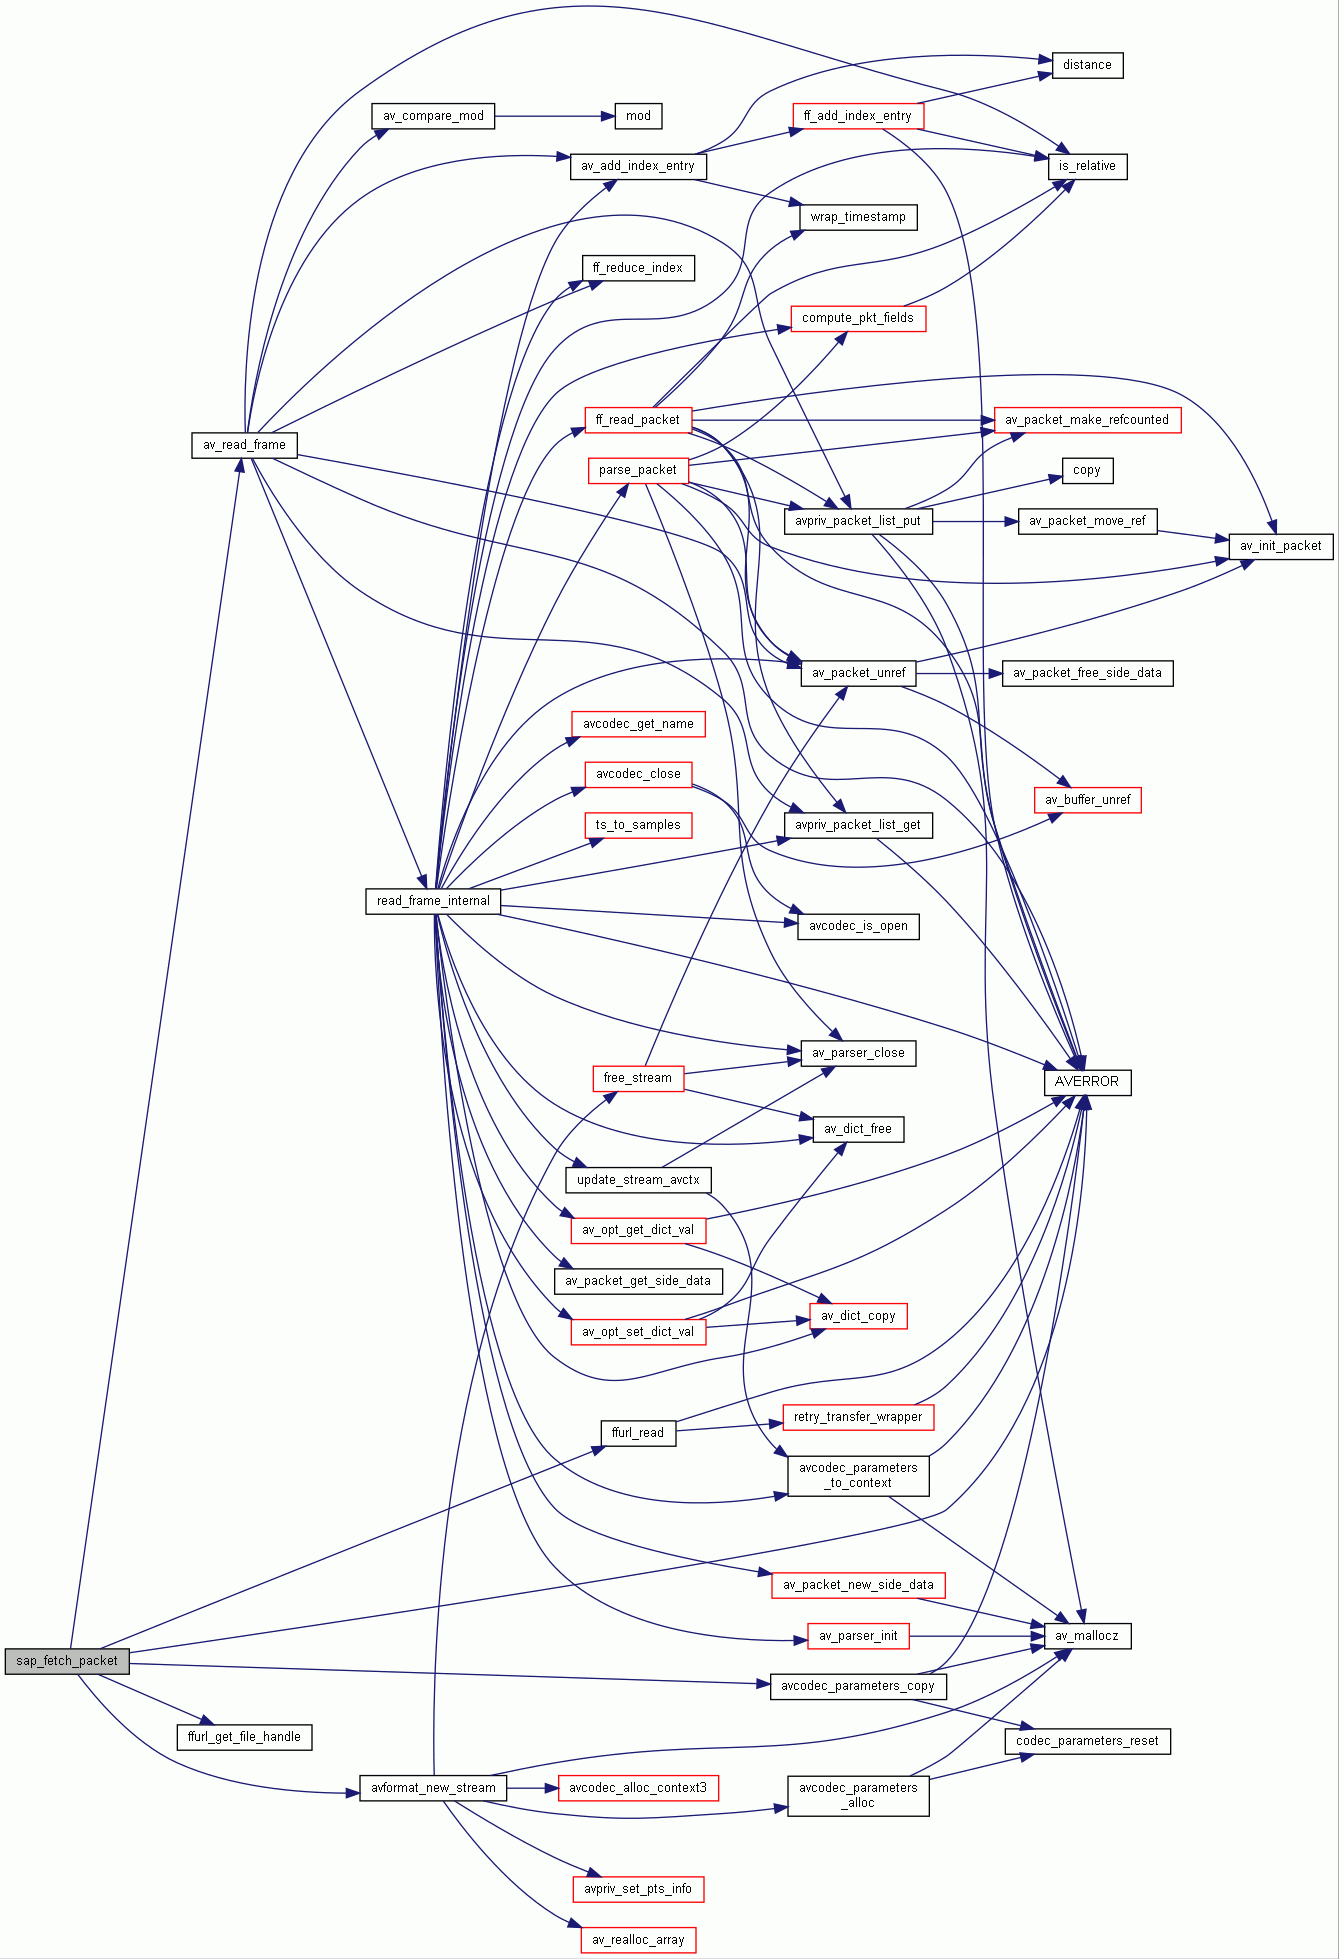 distance
av_compare_mod
mod
ff_add_index_entry
av_add_index_entry
is_relative
wrap_timestamp
ff_reduce_index
compute_pkt_fields
ff_read_packet
av_packet_make_refcounted
av_read_frame
parse_packet
copy
avpriv_packet_list_put
av_packet_move_ref
av_init_packet
av_packet_unref
av_packet_free_side_data
avcodec_get_name
avcodec_close
av_buffer_unref
ts_to_samples
avpriv_packet_list_get
read_frame_internal
avcodec_is_open
av_parser_close
free_stream
AVERROR
av_dict_free
update_stream_avctx
av_opt_get_dict_val
av_packet_get_side_data
av_dict_copy
av_opt_set_dict_val
retry_transfer_wrapper
ffurl_read
avcodec_parameters
_to_context
av_packet_new_side_data
av_parser_init
av_mallocz
sap_fetch_packet
avcodec_parameters_copy
ffurl_get_file_handle
codec_parameters_reset
avformat_new_stream
avcodec_alloc_context3
avcodec_parameters
_alloc
avpriv_set_pts_info
av_realloc_array